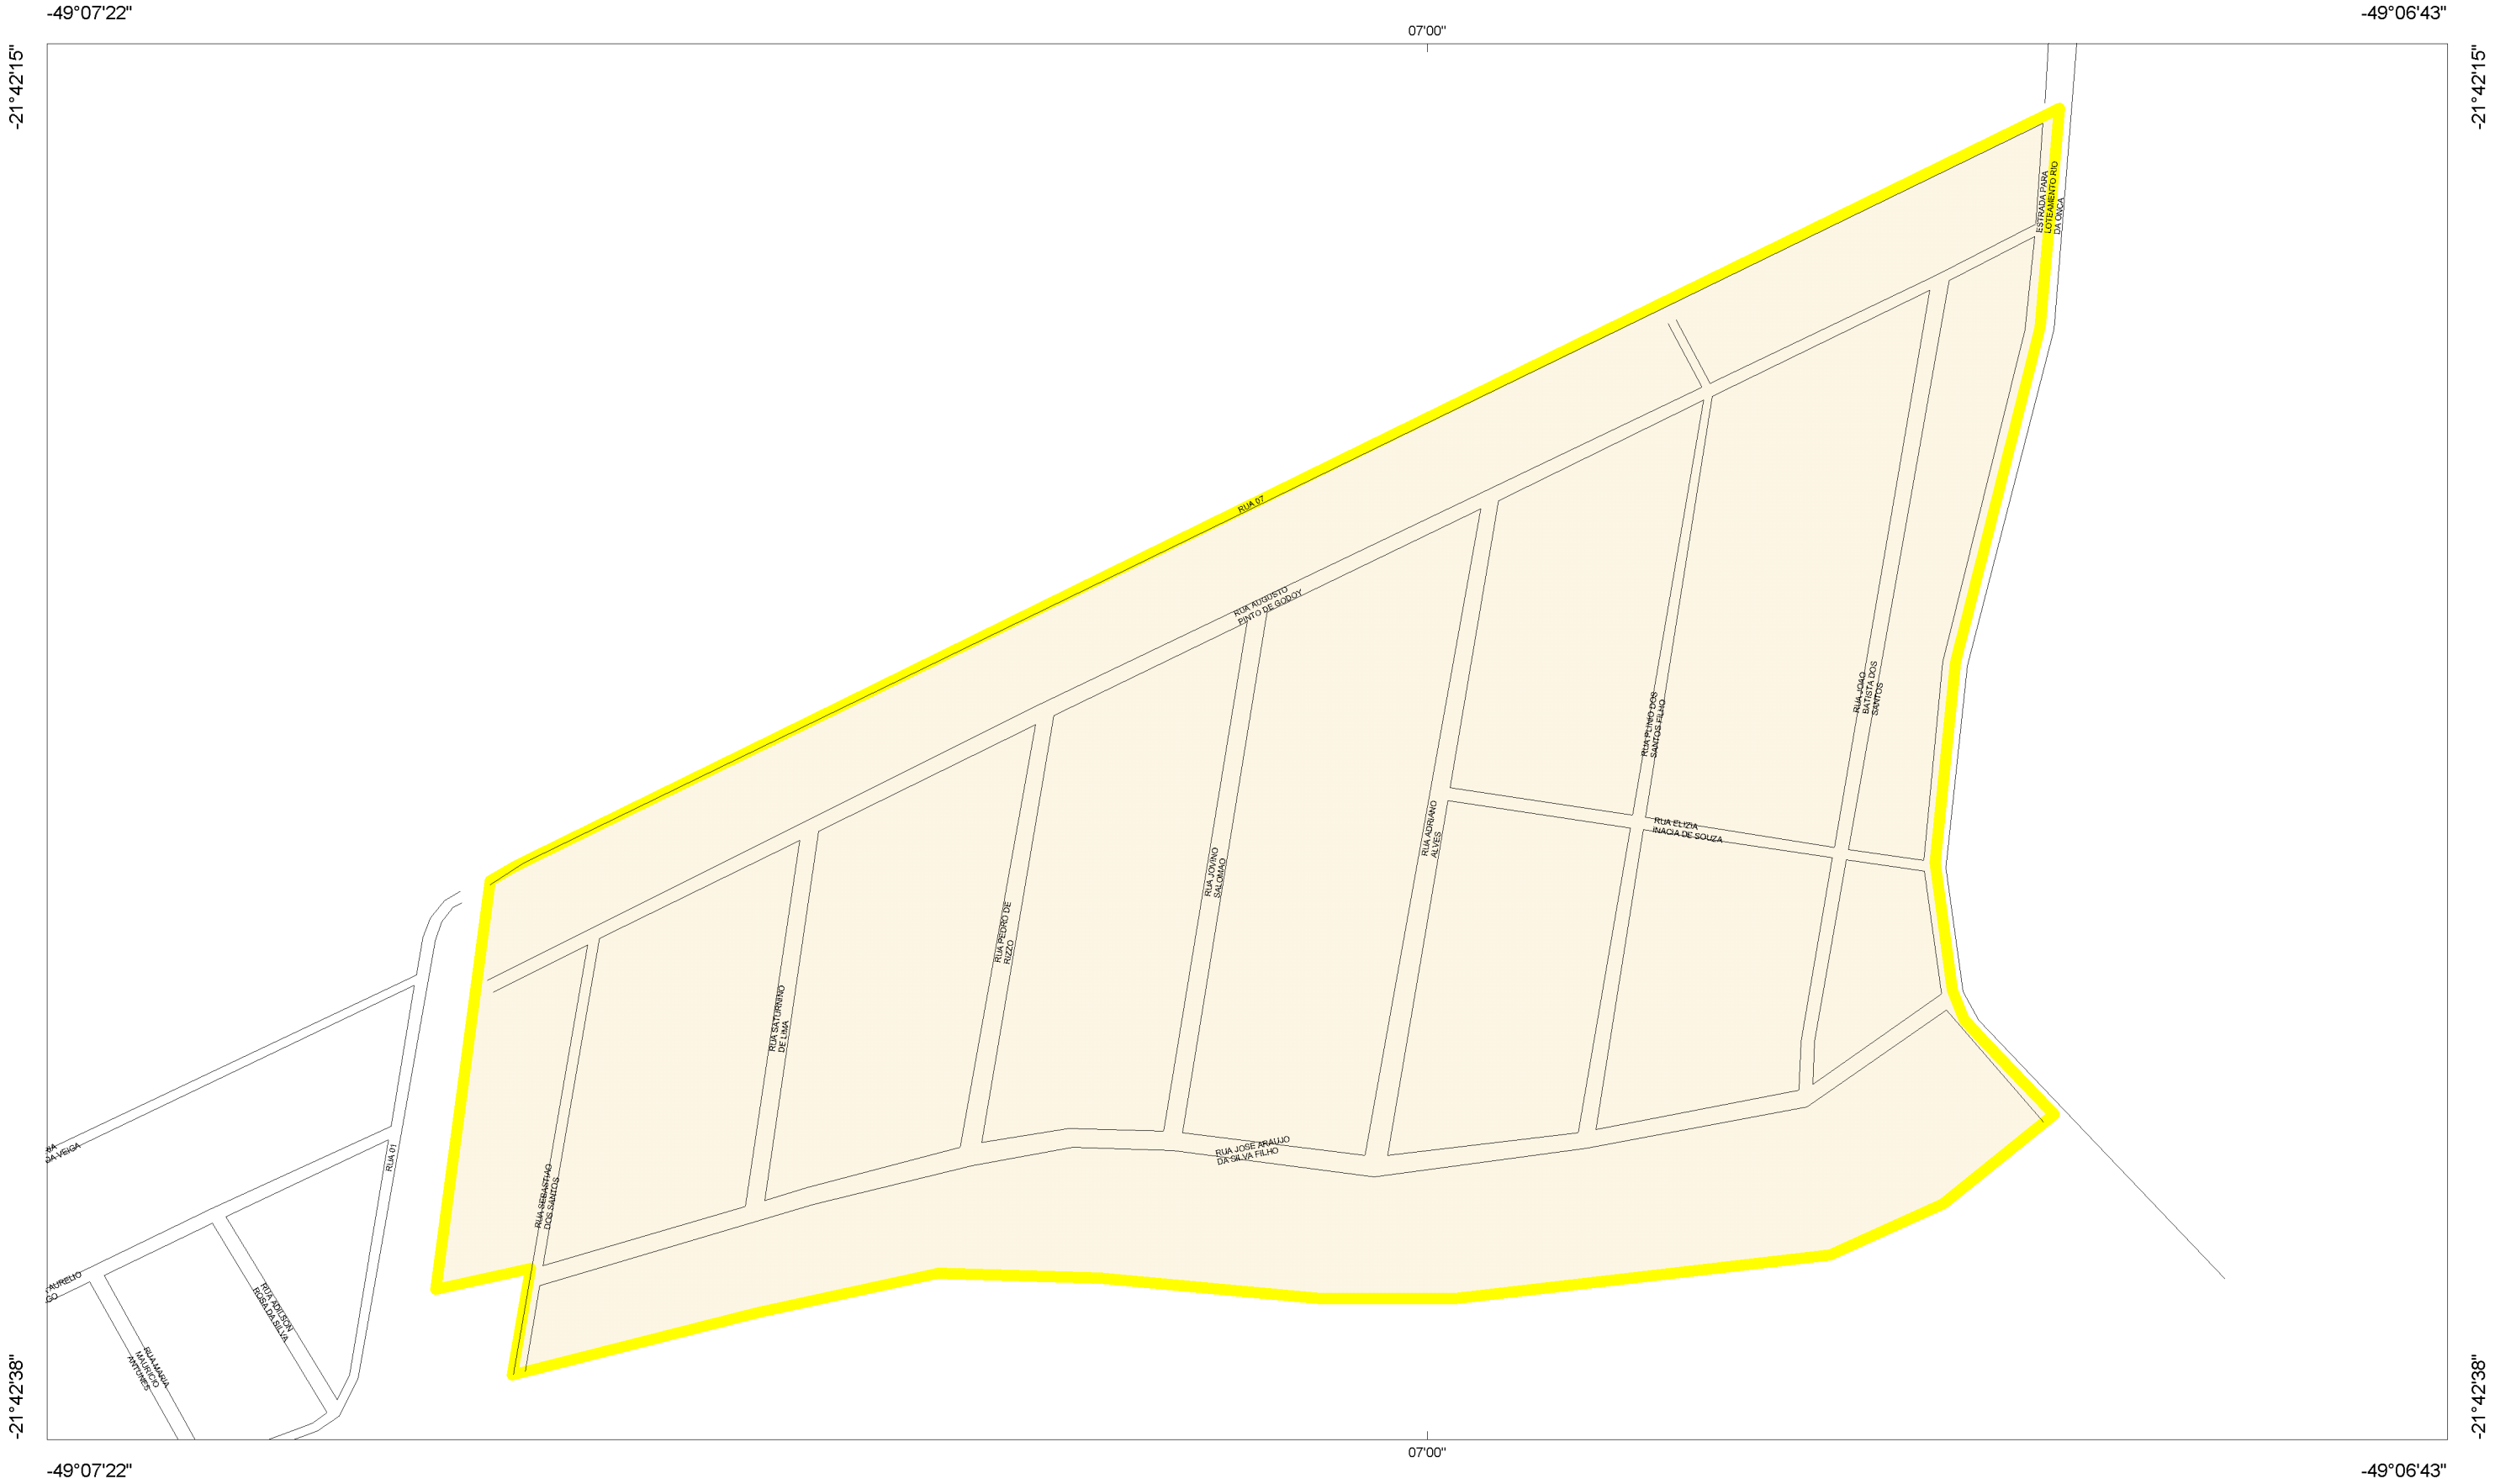 -49°07'22"
-49°06'43"
07'00"
-21°42'15"
-21°42'15"
ESTRADA PARA
LOTEAMENTO RIO
DA ONCA
RUA 07
RUA AUGUSTO
PINTO DE GODOY
RUA JOAO
BATISTA DOS
SANTOS
RUA PLINIO DOS
SANTOS FILHO
RUA ELIZIA
INACIA DE SOUZA
RUA ADRIANO
ALVES
RUA JOVINO
SALOMAO
RUA PEDRO DE
RIZZO
RUA SATURNINO
DE LIMA
RUA JOSE ARAUJO
DA SILVA FILHO
RUA SEBASTIAO
DOS SANTOS
RUA 01
DA VEIGA
AURELIO
GO
RUA ADILSON
ROSA DA SILVA
RUA MARIA
MAURICIO
ANTUNES
-21°42'38"
-21°42'38"
07'00"
-49°07'22"
-49°06'43"